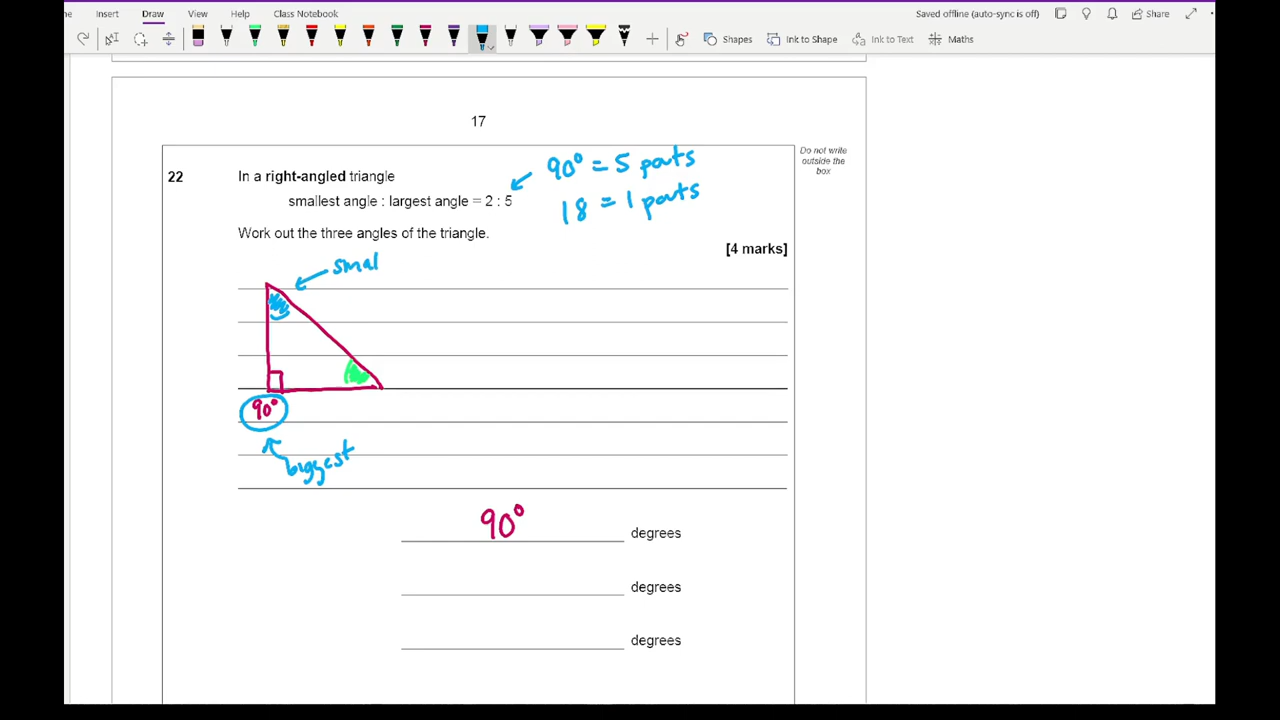 Insert Draw View Help Class Notebook Saved offline (auto-sync is off) Share
Shapes Ink to Shape Ink to Text Maths
17
Do not write
outside the
box
22 In a right-angled triangle
smallest angle : largest angle = 2 : 5
90° = 5 parts
18 = 1 parts
Work out the three angles of the triangle.
[4 marks]
smal
90°
biggest
90° degrees
degrees
degrees